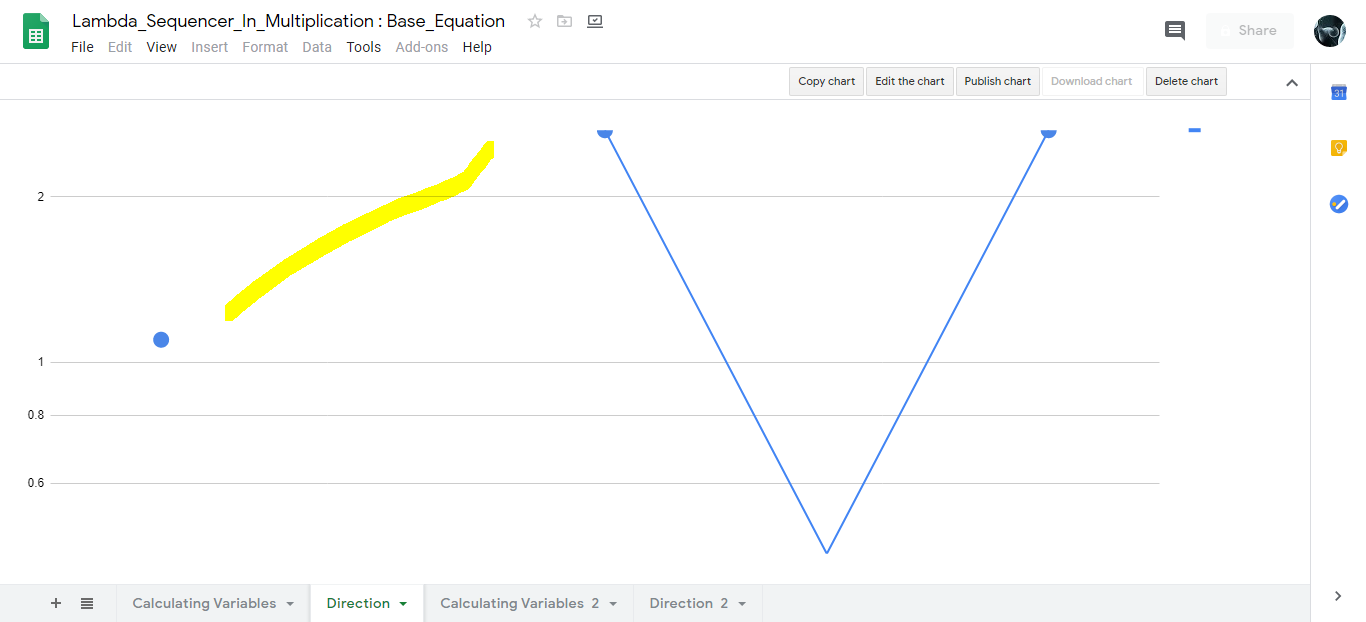 Lambda_Sequencer_In_Multiplication : Base_Equation
File Edit View Insert Format Data Tools Add-ons Help
Share
Copy chart Edit the chart Publish chart Download chart Delete chart
31
2
1
0.8
0.6
Calculating Variables Direction Calculating Variables 2 Direction 2